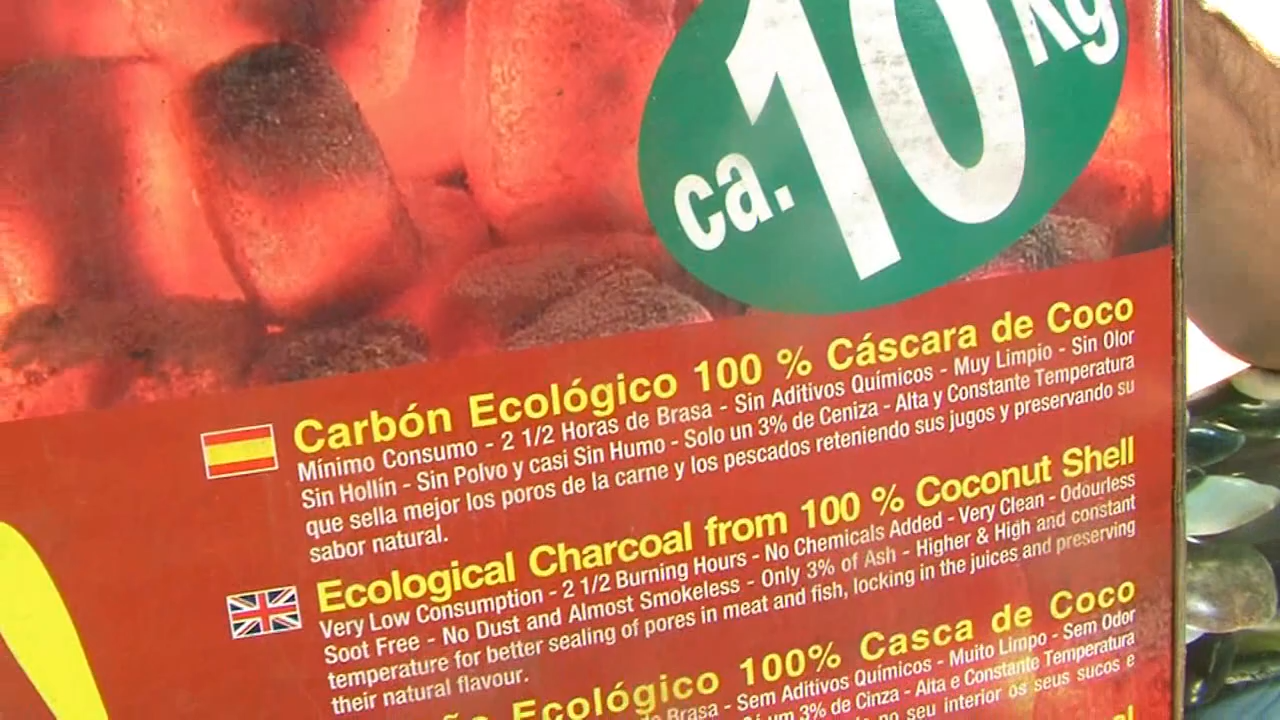 ca. 10 Kg
Carbón Ecológico 100 % Cáscara de Coco
Mínimo Consumo - 2 1/2 Horas de Brasa - Sin Aditivos Químicos - Muy Limpio - Sin Olor
Sin Hollín - Sin Polvo y casi Sin Humo - Solo un 3% de Ceniza - Alta y Constante Temperatura
que sella mejor los poros de la carne y los pescados reteniendo sus jugos y preservando su
sabor natural.
Ecological Charcoal from 100 % Coconut Shell
Very Low Consumption - 2 1/2 Burning Hours - No Chemicals Added - Very Clean - Odourless
Soot Free - No Dust and Almost Smokeless - Only 3% of Ash - Higher & High and constant
temperature for better sealing of pores in meat and fish, locking in the juices and preserving
their natural flavour.
Ecológico 100% Casca de Coco
Brasa - Sem Aditivos Químicos - Muito Limpo - Sem Odor
um 3% de Cinza - Alta e Constante Temperatura
no seu interior os seus sucos e